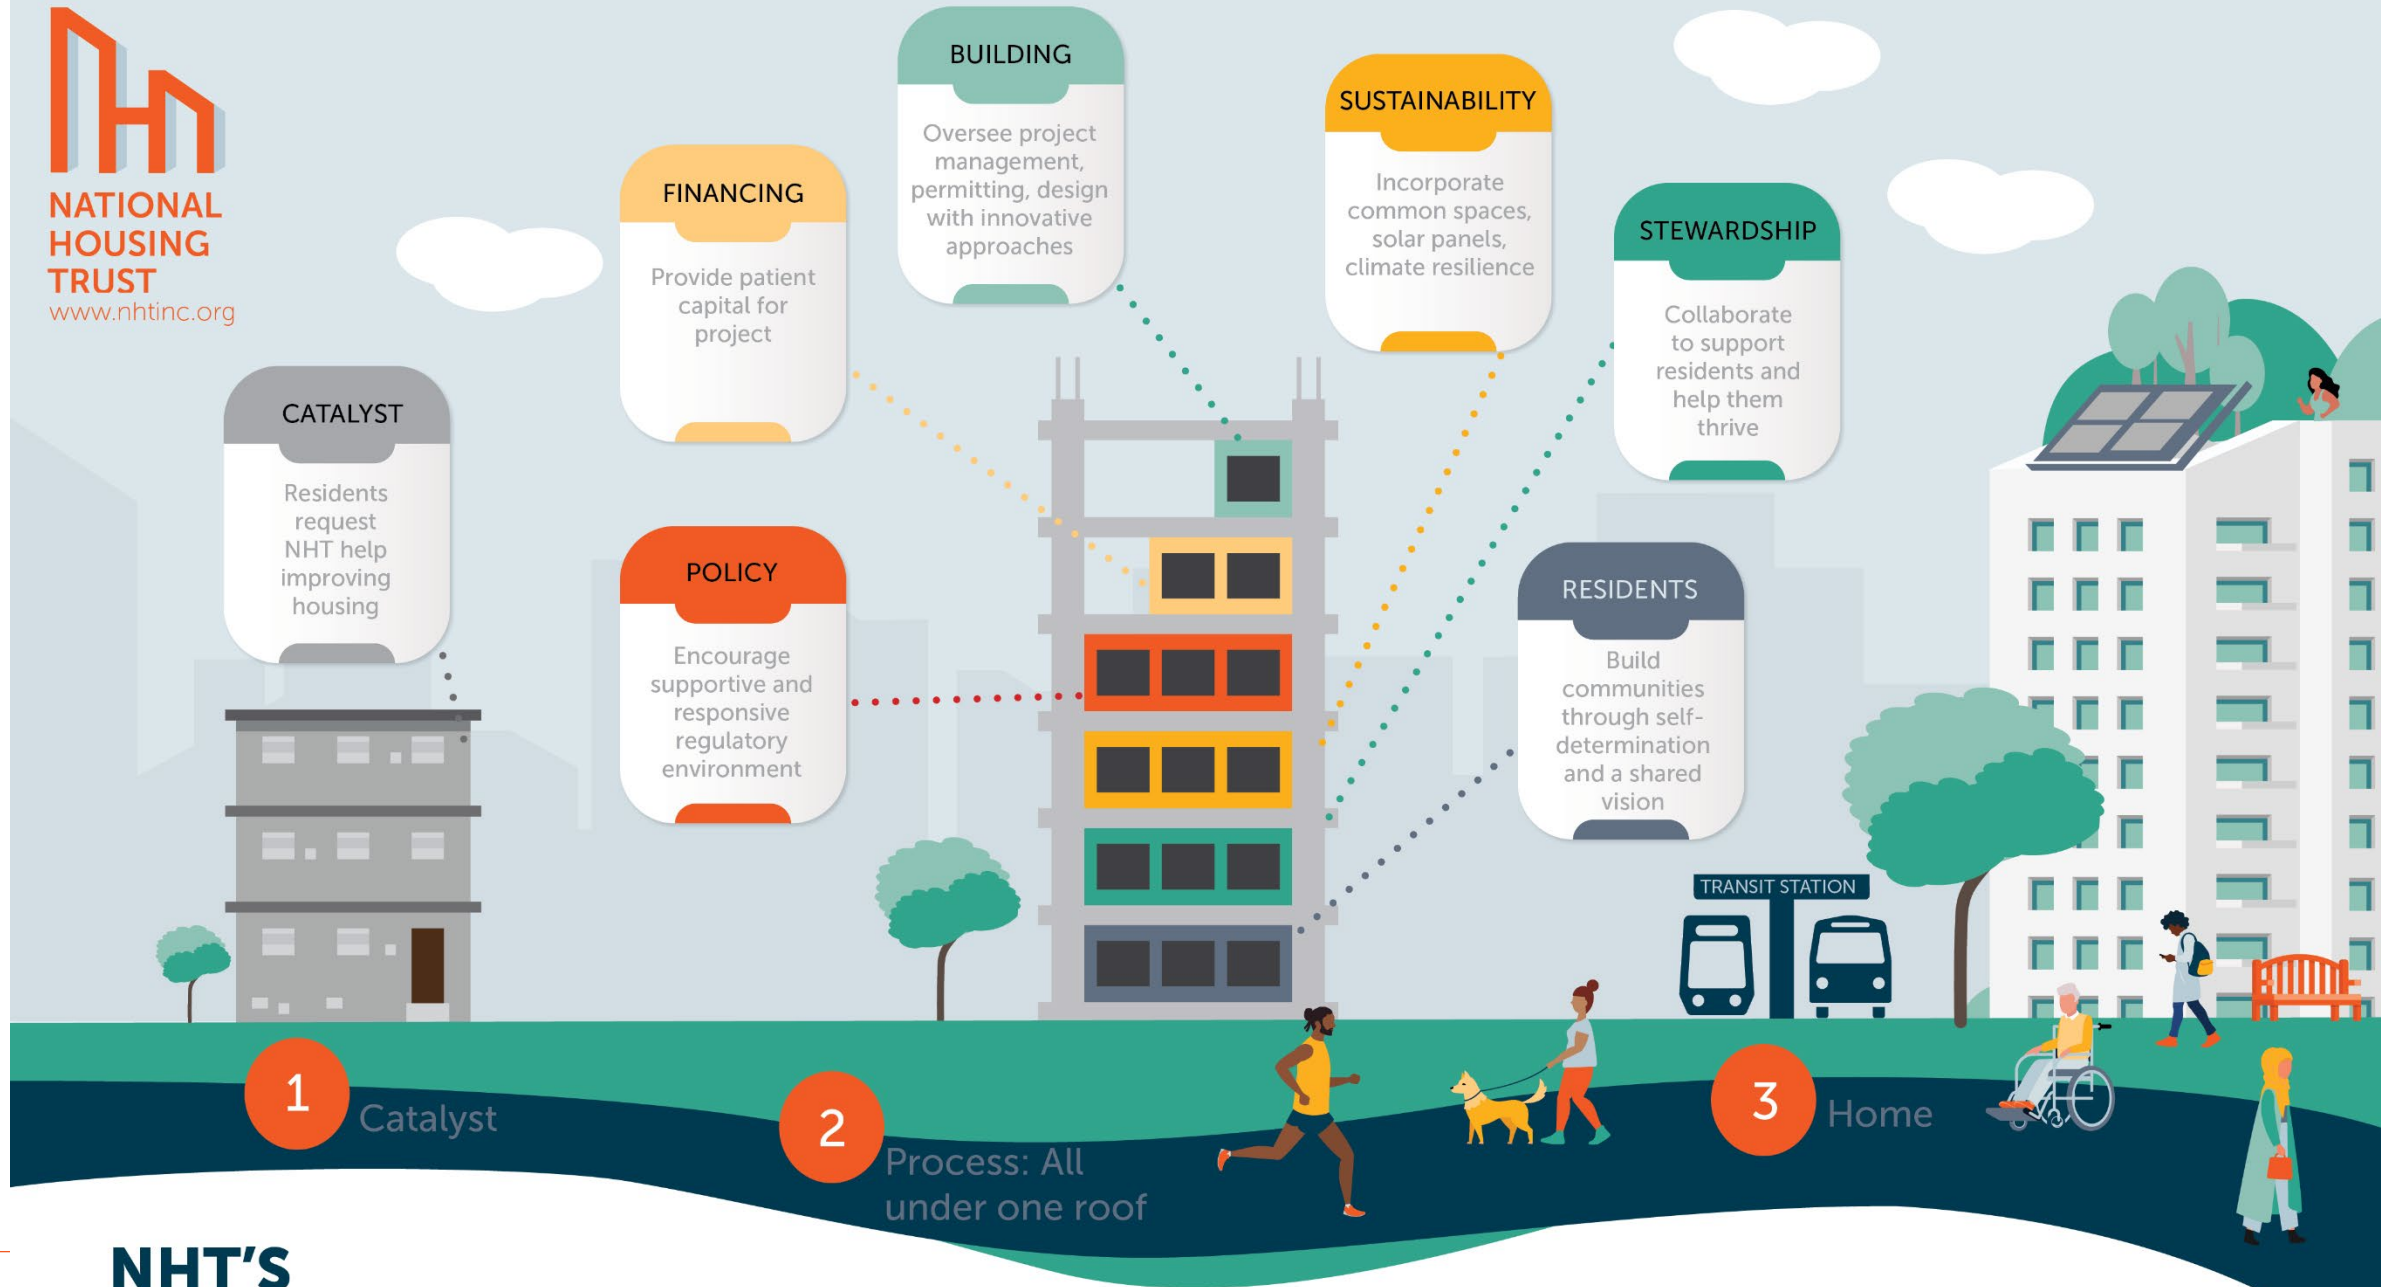 NATIONAL
HOUSING
TRUST
www.nhtinc.org
CATALYST
Residents
request
NHT help
improving
housing
FINANCING
Provide patient
capital for
project
POLICY
Encourage
supportive and
responsive
regulatory
environment
BUILDING
Oversee project
management,
permitting, design
with innovative
approaches
SUSTAINABILITY
Incorporate
common spaces,
solar panels,
climate resilience
STEWARDSHIP
Collaborate
to support
residents and
help them
thrive
RESIDENTS
Build
communities
through self-
determination
and a shared
vision
TRANSIT STATION
1
Catalyst
2
Process: All
under one roof
3
Home
NHT'S